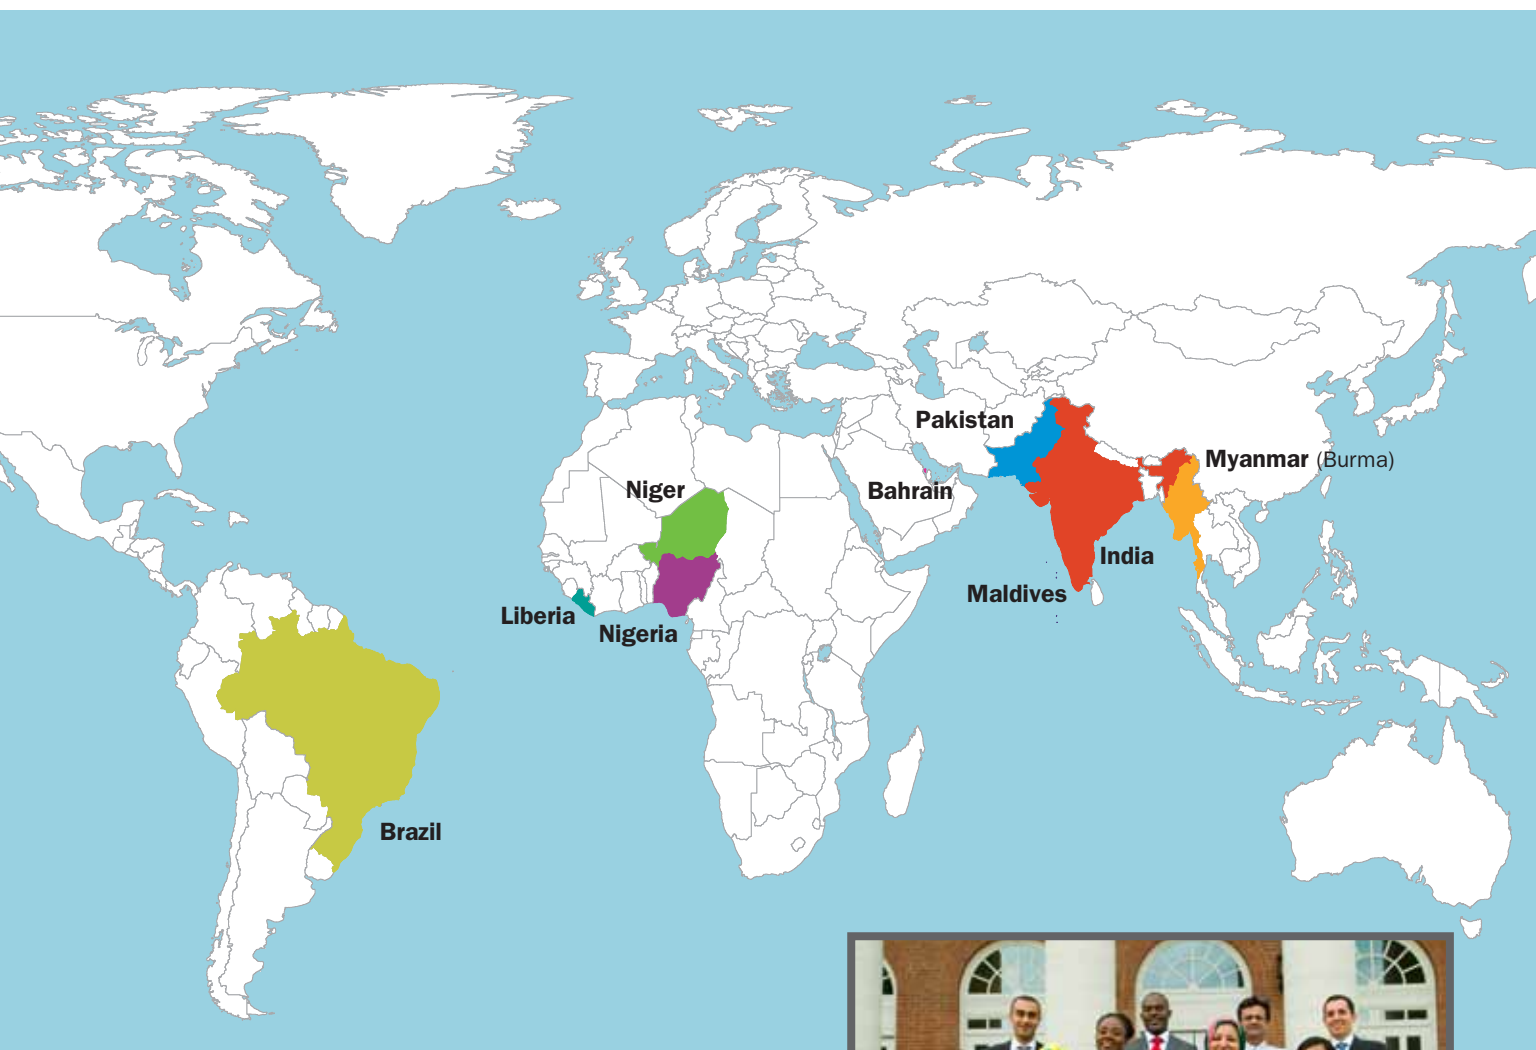 Pakistan
Myanmar (Burma)
Niger
Bahrain
India
Maldives
Liberia
Nigeria
Brazil